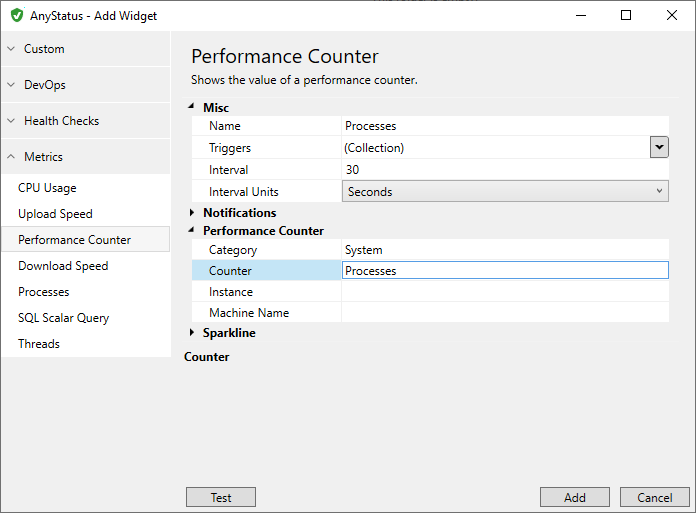 AnyStatus - Add Widget
Custom
DevOps
Health Checks
Metrics
CPU Usage
Upload Speed
Performance Counter
Download Speed
Processes
SQL Scalar Query
Threads
Performance Counter
Shows the value of a performance counter.
Misc
Name Processes
Triggers (Collection)
Interval 30
Interval Units Seconds
Notifications
Performance Counter
Category System
Counter Processes
Instance
Machine Name
Sparkline
Counter
Test Add Cancel